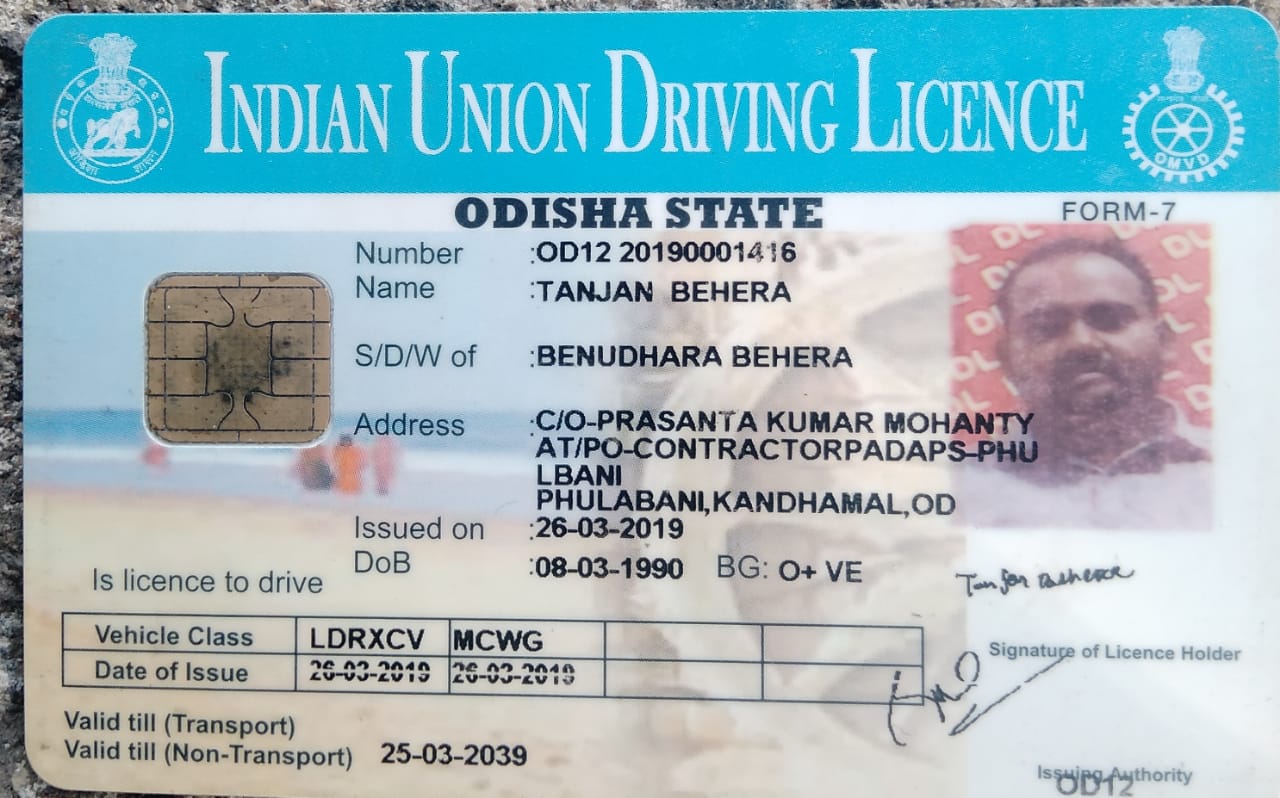 INDIAN UNION DRIVING LICENCE
OMVD
ODISHA STATE
FORM-7
Number :OD12 20190001416
Name :TANJAN BEHERA
S/D/W of :BENUDHARA BEHERA
Address :C/O-PRASANTA KUMAR MOHANTY
AT/PO-CONTRACTORPADAPS-PHU
LBANI
PHULABANI,KANDHAMAL,OD
Issued on :26-03-2019
DoB :08-03-1990 BG: O+ VE
Is licence to drive
Vehicle Class LDRXCV MCWG
Date of Issue 26-03-2019 26-03-2019
Valid till (Transport)
Valid till (Non-Transport) 25-03-2039
Signature of Licence Holder
Issuing Authority
OD12